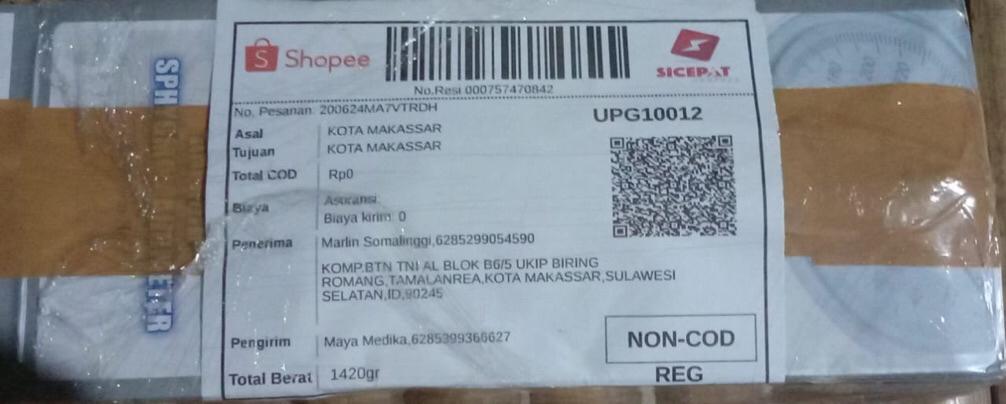 Shopee
SICEPAT
No.Resi 000757470842
No. Pesanan: 200624MA7VTRDH
UPG10012
Asal KOTA MAKASSAR
Tujuan KOTA MAKASSAR
Total COD Rp0
Biaya Asuransi:
Biaya kirim: 0
Penerima Marlin Somalinggi,6285299054590
KOMP.BTN TNI AL BLOK B6/5 UKIP BIRING
ROMANG,TAMALANREA,KOTA MAKASSAR,SULAWESI
SELATAN,ID,90245
Pengirim Maya Medika,6285399366627
NON-COD
Total Berat 1420gr
REG